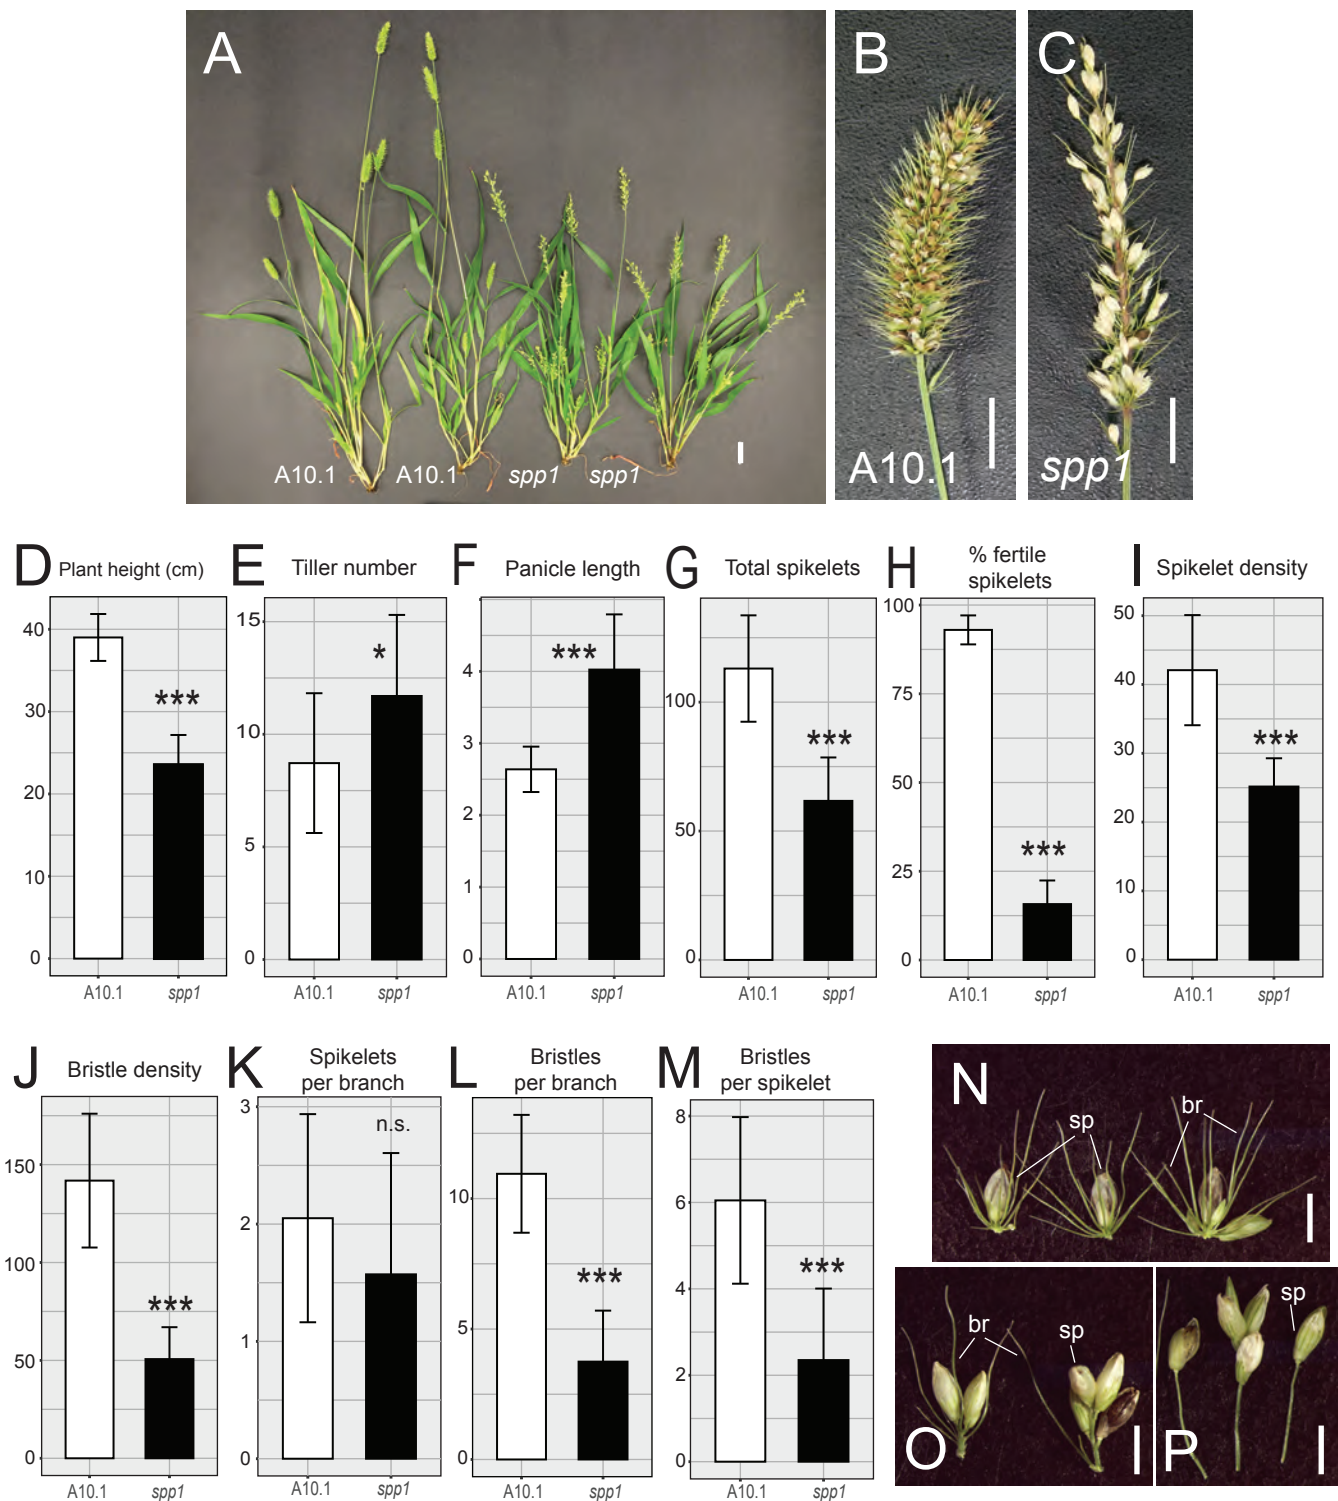 A
A10.1
A10.1
spp1
spp1
B
A10.1
C
spp1
D Plant height (cm)
40
30
20
10
0
A10.1 spp1
***
E Tiller number
15
10
5
0
A10.1 spp1
*
F Panicle length
4
3
2
1
0
A10.1 spp1
***
G Total spikelets
100
50
0
A10.1 spp1
***
H % fertile
spikelets
100
75
50
25
0
A10.1 spp1
***
I Spikelet density
50
40
30
20
10
0
A10.1 spp1
***
J Bristle density
150
100
50
0
A10.1 spp1
***
K Spikelets
per branch
3
2
1
0
n.s.
A10.1 spp1
L Bristles
per branch
10
5
0
A10.1 spp1
***
M Bristles
per spikelet
8
6
4
2
0
A10.1 spp1
***
N
sp
br
O
br
sp
P
sp